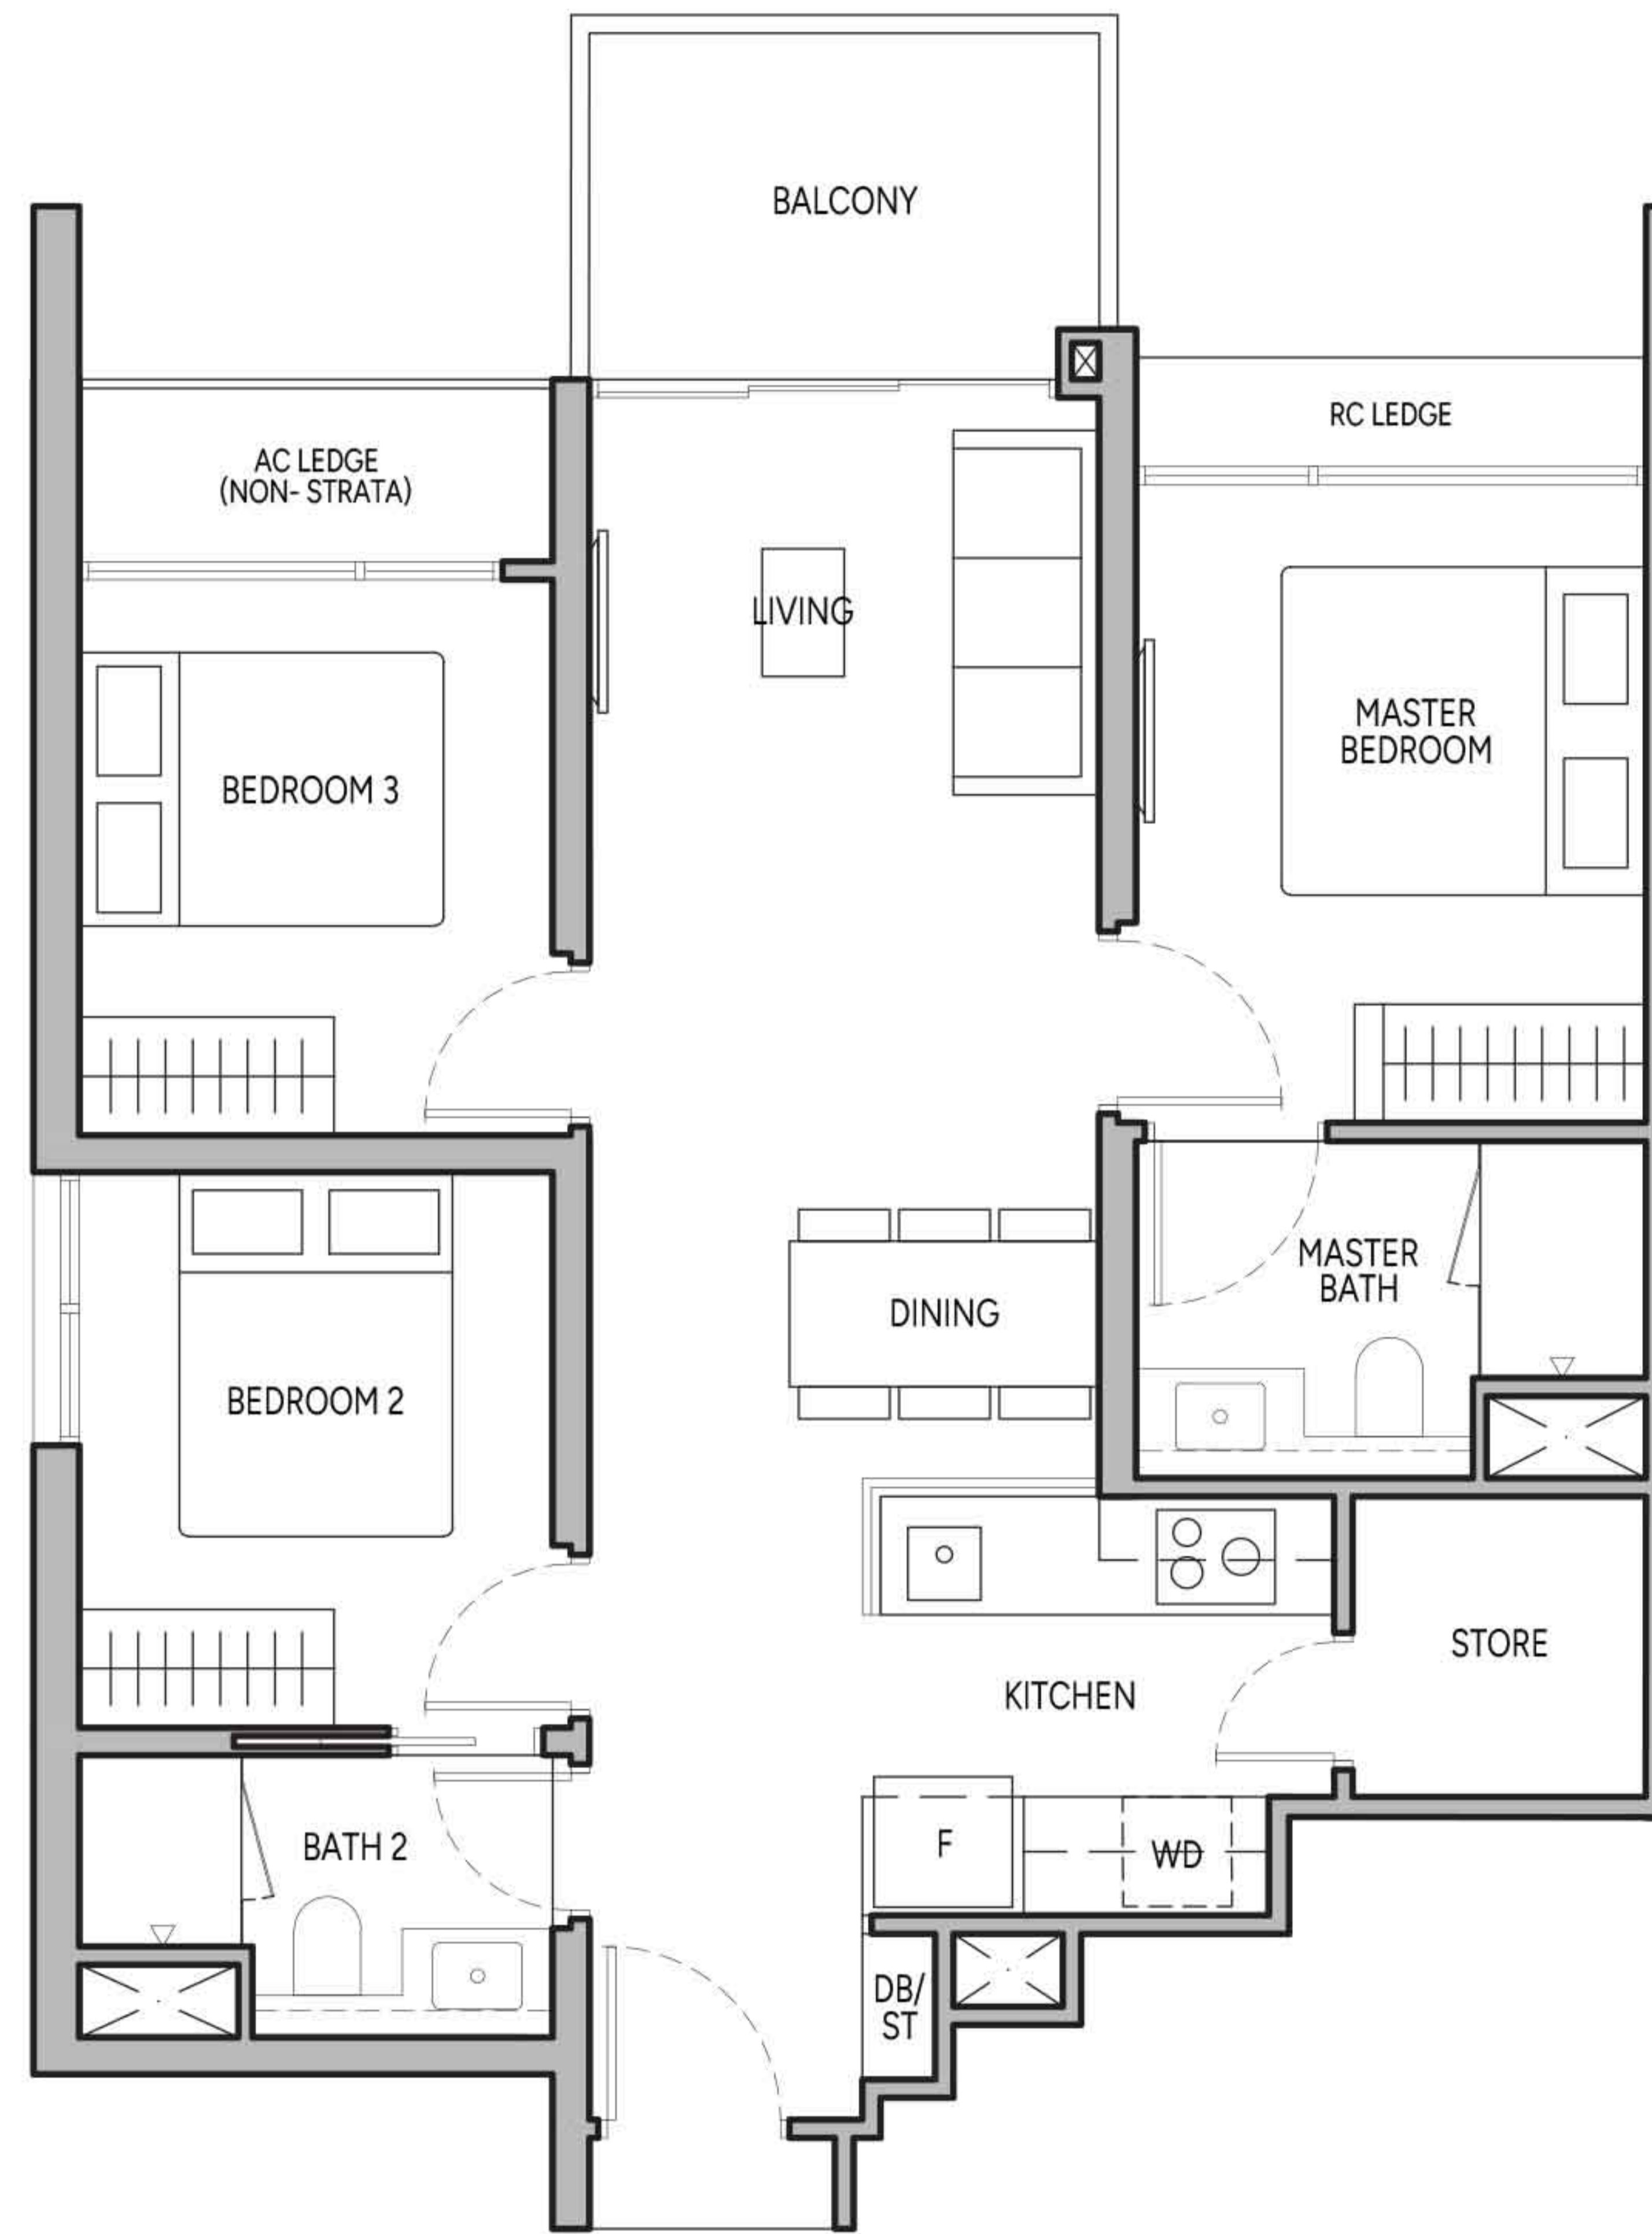 BALCONY
RC LEDGE
AC LEDGE
(NON- STRATA)
LIVING
MASTER
BEDROOM
BEDROOM 3
MASTER
BATH
DINING
BEDROOM 2
STORE
KITCHEN
BATH 2
F
WD
DB/
ST